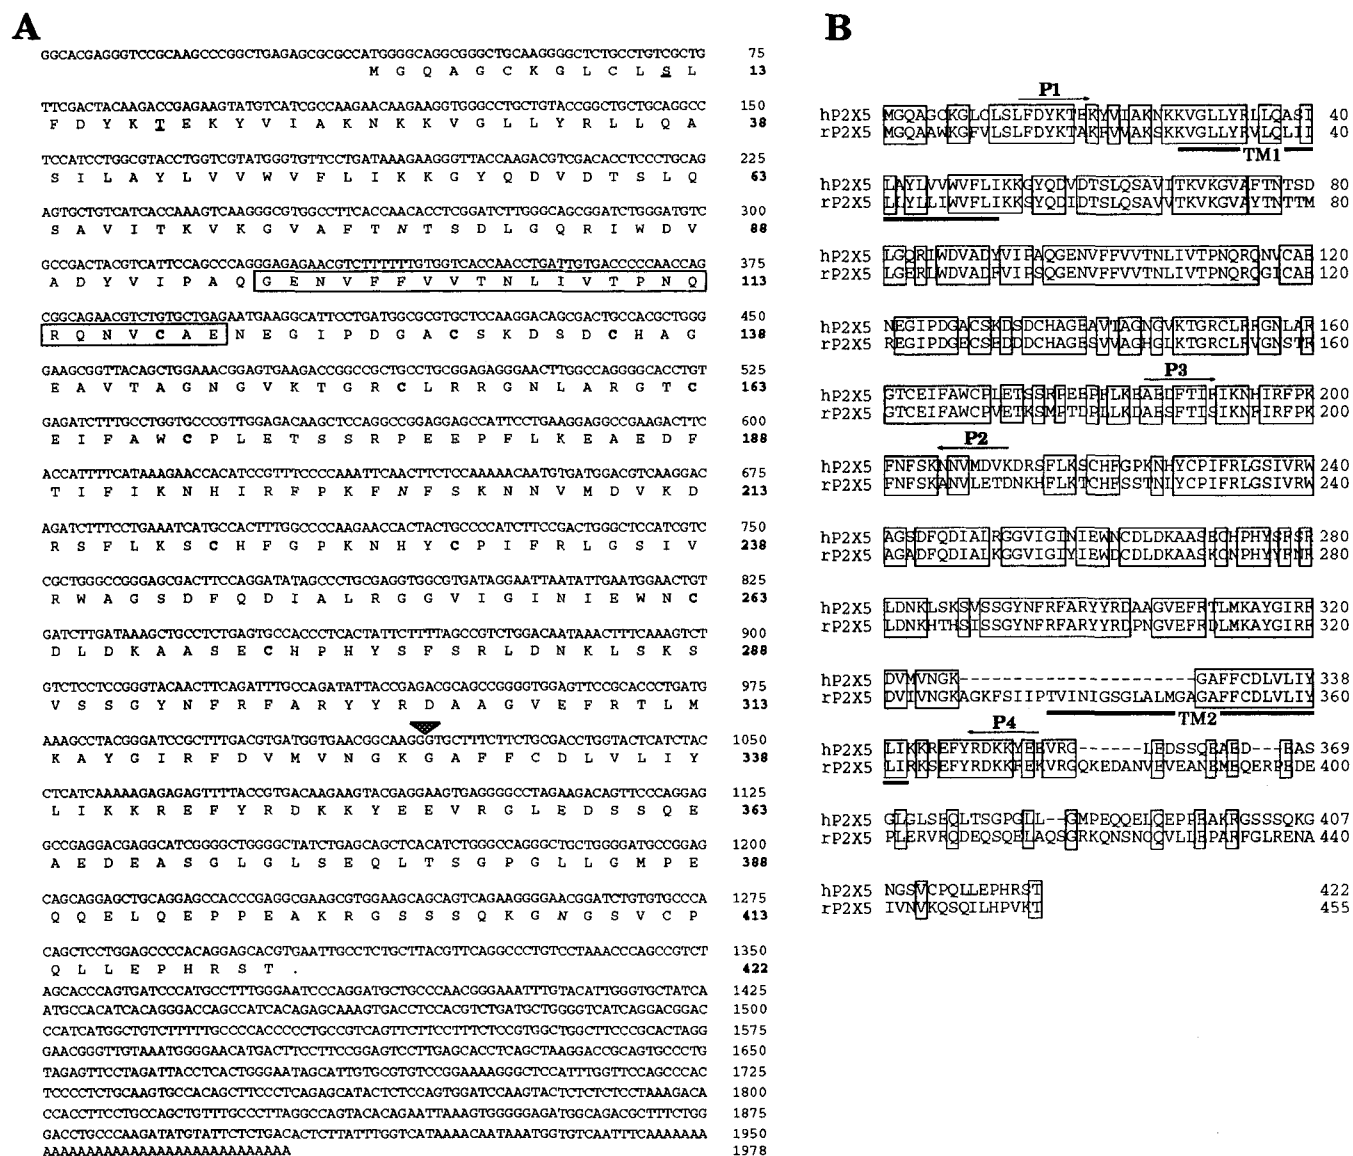 A
GGCACGAGGGTCCGCAAGCCCGGCTGAGAGCGCGCCATGGGGCAGGCGGGCTGCAAGGGGCTCTGCCTGTCGCTG 75
M G Q A G C K G L C L S L 13
TTCGACTACAAGACCGAGAAGTATGTCATCGCCAAGAACAAGAAGGTGGGCCTGCTGTACCGGCTGCTGCAGGCC 150
F D Y K T E K Y V I A K N K K V G L L Y R L L Q A 38
TCCATCCTGGCGTACCTGGTCGTATGGGTGTTCCTGATAAAGAAGGGTTACCAAGACGTCGACACCTCCCTGCAG 225
S I L A Y L V V W V F L I K K G Y Q D V D T S L Q 63
AGTGCTGTCATCACCAAAGTCAAGGGCGTGGCCTTCACCAACACCTCGGATCTTGGGCAGCGGATCTGGGATGTC 300
S A V I T K V K G V A F T N T S D L G Q R I W D V 88
GCCGACTACGTCATTCCAGCCCAGGGAGAGAACGTCTTTTTTGTGGTCACCAACCTGATTGTGACCCCCAACCAG 375
A D Y V I P A Q G E N V F F V V T N L I V T P N Q 113
CGGCAGAACGTCTGTGCTGAGAATGAAGGCATTCCTGATGGCGCGTGCTCCAAGGACAGCGACTGCCACGCTGGG 450
R Q N V C A E N E G I P D G A C S K D S D C H A G 138
GAAGCGGTTACAGCTGGAAACGGAGTGAAGACCGGCCGCTGCCTGCGGAGAGGGAACTTGGCCAGGGGCACCTGT 525
E A V T A G N G V K T G R C L R R G N L A R G T C 163
GAGATCTTTGCCTGGTGCCCGTTGGAGACAAGCTCCAGGCCGGAGGAGCCATTCCTGAAGGAGGCCGAAGACTTC 600
E I F A W C P L E T S S R P E E P F L K E A E D F 188
ACCATTTTCATAAAGAACCACATCCGTTTCCCCAAATTCAACTTCTCCAAAAACAATGTGATGGACGTCAAGGAC 675
T I F I K N H I R F P K F N F S K N N V M D V K D 213
AGATCTTTCCTGAAATCATGCCACTTTGGCCCCAAGAACCACTACTGCCCCATCTTCCGACTGGGCTCCATCGTC 750
R S F L K S C H F G P K N H Y C P I F R L G S I V 238
CGCTGGGCCGGGAGCGACTTCCAGGATATAGCCCTGCGAGGTGGCGTGATAGGAATTAATATTGAATGGAACTGT 825
R W A G S D F Q D I A L R G G V I G I N I E W N C 263
GATCTTGATAAAGCTGCCTCTGAGTGCCACCCTCACTATTCTTTTAGCCGTCTGGACAATAAACTTTCAAAGTCT 900
D L D K A A S E C H P H Y S F S R L D N K L S K S 288
GTCTCCTCCGGGTACAACTTCAGATTTGCCAGATATTACCGAGACGCAGCCGGGGTGGAGTTCCGCACCCTGATG 975
V S S G Y N F R F A R Y Y R D A A G V E F R T L M 313
AAAGCCTACGGGATCCGCTTTGACGTGATGGTGAACGGCAAGGGTGCTTTCTTCTGCGACCTGGTACTCATCTAC 1050
K A Y G I R F D V M V N G K G A F F C D L V L I Y 338
CTCATCAAAAAGAGAGAGTTTTACCGTGACAAGAAGTACGAGGAAGTGAGGGGCCTAGAAGACAGTTCCCAGGAG 1125
L I K K R E F Y R D K K Y E E V R G L E D S S Q E 363
GCCGAGGACGAGGCATCGGGGCTGGGGCTATCTGAGCAGCTCACATCTGGGCCAGGGCTGCTGGGGATGCCGGAG 1200
A E D E A S G L G L S E Q L T S G P G L L G M P E 388
CAGCAGGAGCTGCAGGAGCCACCCGAGGCGAAGCGTGGAAGCAGCAGTCAGAAGGGGAACGGATCTGTGTGCCCA 1275
Q Q E L Q E P P E A K R G S S S Q K G N G S V C P 413
CAGCTCCTGGAGCCCCACAGGAGCACGTGAATTGCCTCTGCTTACGTTCAGGCCCTGTCCTAAACCCAGCCGTCT 1350
Q L L E P H R S T . 422
AGCACCCAGTGATCCCATGCCTTTGGGAATCCCAGGATGCTGCCCAACGGGAAATTTGTACATTGGGTGCTATCA 1425
ATGCCACATCACAGGGACCAGCCATCACAGAGCAAAGTGACCTCCACGTCTGATGCTGGGGTCATCAGGACGGAC 1500
CCATCATGGCTGTCTTTTTGCCCCACCCCCTGCCGTCAGTTCTTCCTTTCTCCGTGGCTGGCTTCCCGCACTAGG 1575
GAACGGGTTGTAAATGGGGAACATGACTTCCTTCCGGAGTCCTTGAGCACCTCAGCTAAGGACCGCAGTGCCCTG 1650
TAGAGTTCCTAGATTACCTCACTGGGAATAGCATTGTGCGTGTCCGGAAAAGGGCTCCATTTGGTTCCAGCCCAC 1725
TCCCCTCTGCAAGTGCCACAGCTTCCCTCAGAGCATACTCTCCAGTGGATCCAAGTACTCTCTCTCCTAAAGACA 1800
CCACCTTCCTGCCAGCTGTTTGCCCTTAGGCCAGTACACAGAATTAAAGTGGGGGAGATGGCAGACGCTTTCTGG 1875
GACCTGCCCAAGATATGTATTCTCTGACACTCTTATTTGGTCATAAAACAATAAATGGTGTCAATTTCAAAAAAA 1950
AAAAAAAAAAAAAAAAAAAAAAAAAAAA 1978
B
P1
hP2X5 MGQAGCKGLCLSLFDYKTEKYVIAKNKKVGLLYRLLQASI 40
rP2X5 MGQAAWKGFVLSLFDYKTAKFVVAKSKKVGLLYRVLQLII 40
TM1
hP2X5 LAYLVVWVFLIKKGYQDVDTSLQSAVITKVKGVAFTNTSD 80
rP2X5 LLYLLIWVFLIKKSYQDIDTSLQSAVVTKVKGVAYTNTTM 80
hP2X5 LGQRIWDVADYVIPAQGENVFFVVTNLIVTPNQRQNVCAE 120
rP2X5 LGERLWDVADFVIPSQGENVFFVVTNLIVTPNQRQGICAE 120
hP2X5 NEGIPDGACSKDSDCHAGEAVTAGNGVKTGRCLRRGNLAR 160
rP2X5 REGIPDGECSEDDDCHAGESVVAGHGLKTGRCLRVGNSTR 160
P3
hP2X5 GTCEIFAWCPLETSSRPEEPFLKEAEDFTIFIKNHIRFPK 200
rP2X5 GTCEIFAWCPVETKSMPTDPLLKDAESFTISIKNFIRFPK 200
P2
hP2X5 FNFSKNNVMDVKDRSFLKSCHFGPKNHYCPIFRLGSIVRW 240
rP2X5 FNFSKANVLETDNKHFLKTCHFSSTNLYCPIFRLGSIVRW 240
hP2X5 AGSDFQDIALRGGVIGINIEWNCDLDKAASECHPHYSFSR 280
rP2X5 AGADFQDIALKGGVIGIYIEWDCDLDKAASKCNPHYYFNR 280
hP2X5 LDNKLSKSVSSGYNFRFARYYRDAAGVEFRTLMKAYGIRF 320
rP2X5 LDNKHTHSISSGYNFRFARYYRDPNGVEFRDLMKAYGIRF 320
hP2X5 DVMVNGK----------------------GAFFCDLVLIY 338
rP2X5 DVIVNGKAGKFSIIPTVINIGSGLALMGAGAFFCDLVLIY 360
TM2
P4
hP2X5 LIKKREFYRDKKYEEVRG------LEDSSQEAED---EAS 369
rP2X5 LIRKSEFYRDKKFEKVRGQKEDANVEVEANEMEQERPEDE 400
hP2X5 GLGLSEQLTSGPGLL--GMPEQQELQEPPEAKRGSSSQKG 407
rP2X5 PLERVRQDEQSQELAQSGRKQNSNQQVLLEPARFGLRENA 440
hP2X5 NGSVCPQLLEPHRST 422
rP2X5 IVNVKQSQILHPVKT 455